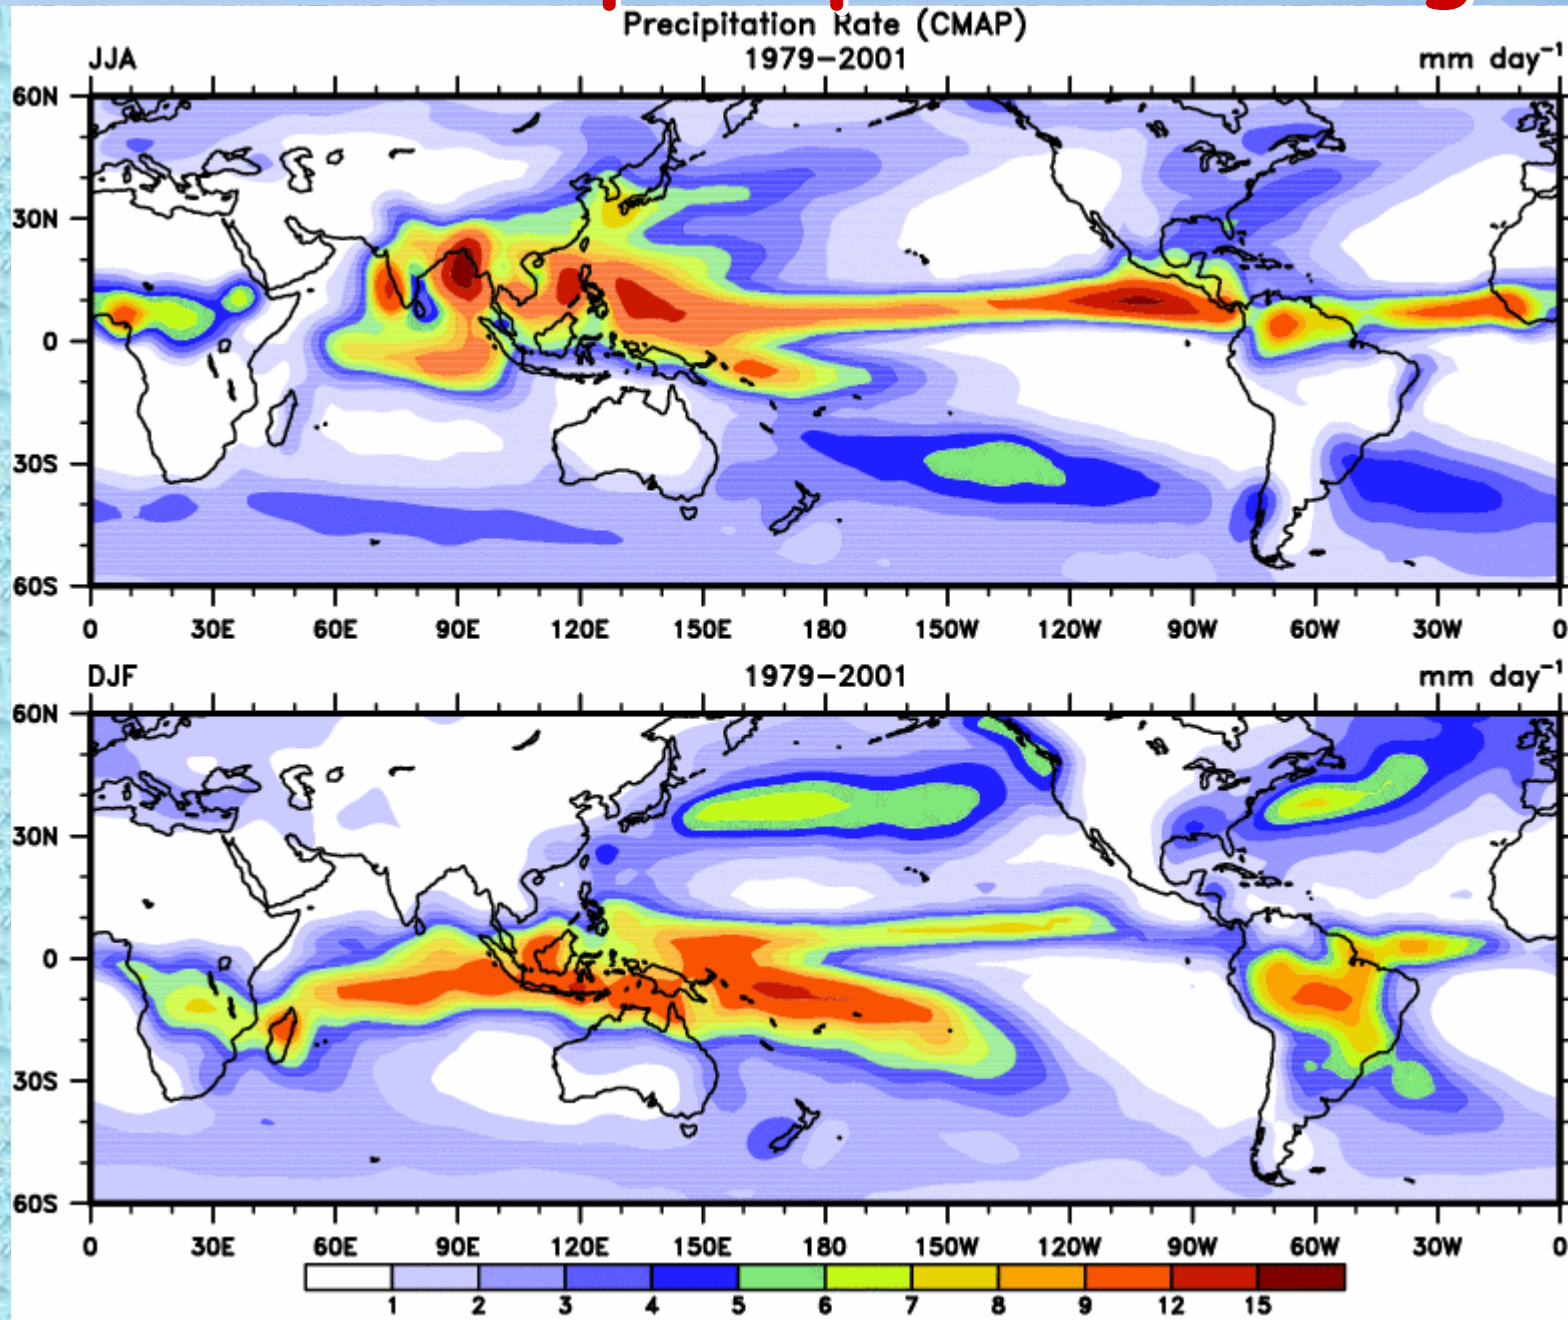 Precipitation Rate (CMAP)
JJA 1979-2001 mm day⁻¹
60N
30N
0
30S
60S
0 30E 60E 90E 120E 150E 180 150W 120W 90W 60W 30W 0
DJF 1979-2001 mm day⁻¹
60N
30N
0
30S
60S
0 30E 60E 90E 120E 150E 180 150W 120W 90W 60W 30W 0
1 2 3 4 5 6 7 8 9 12 15